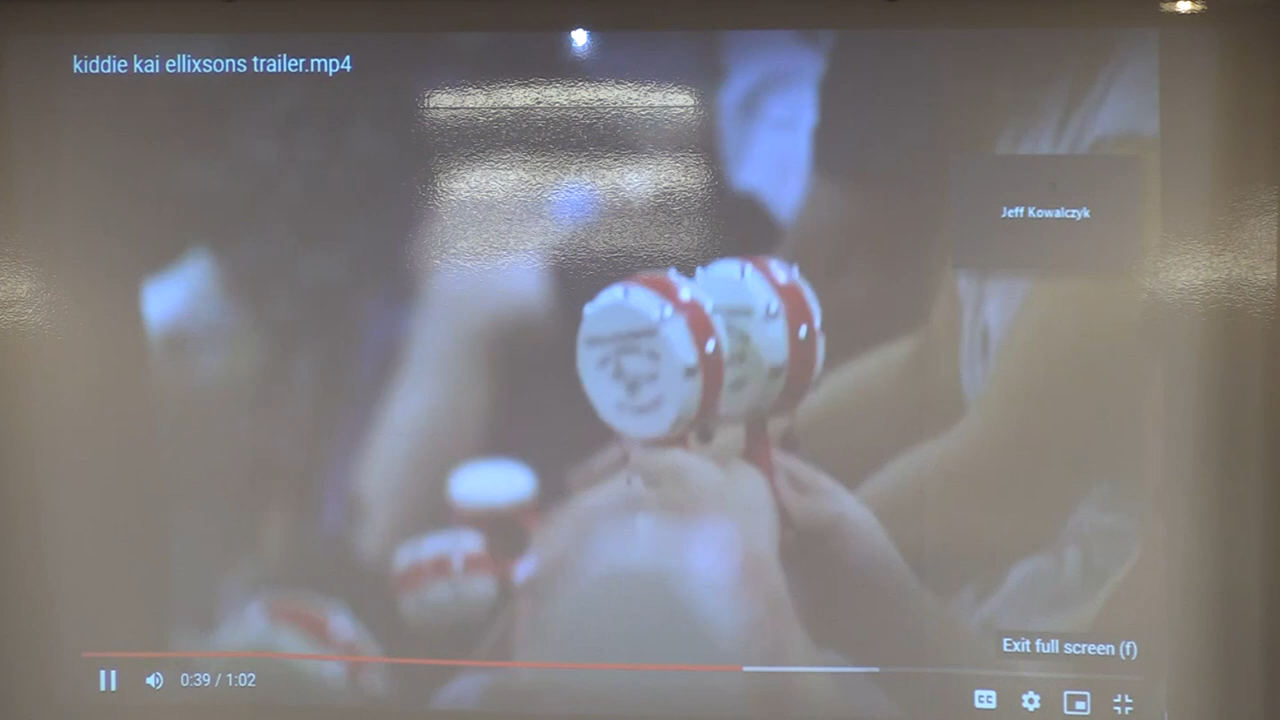 kiddie kai ellixsons trailer.mp4
Jeff Kowalczyk
Exit full screen (f)
0:39 / 1:02
CC